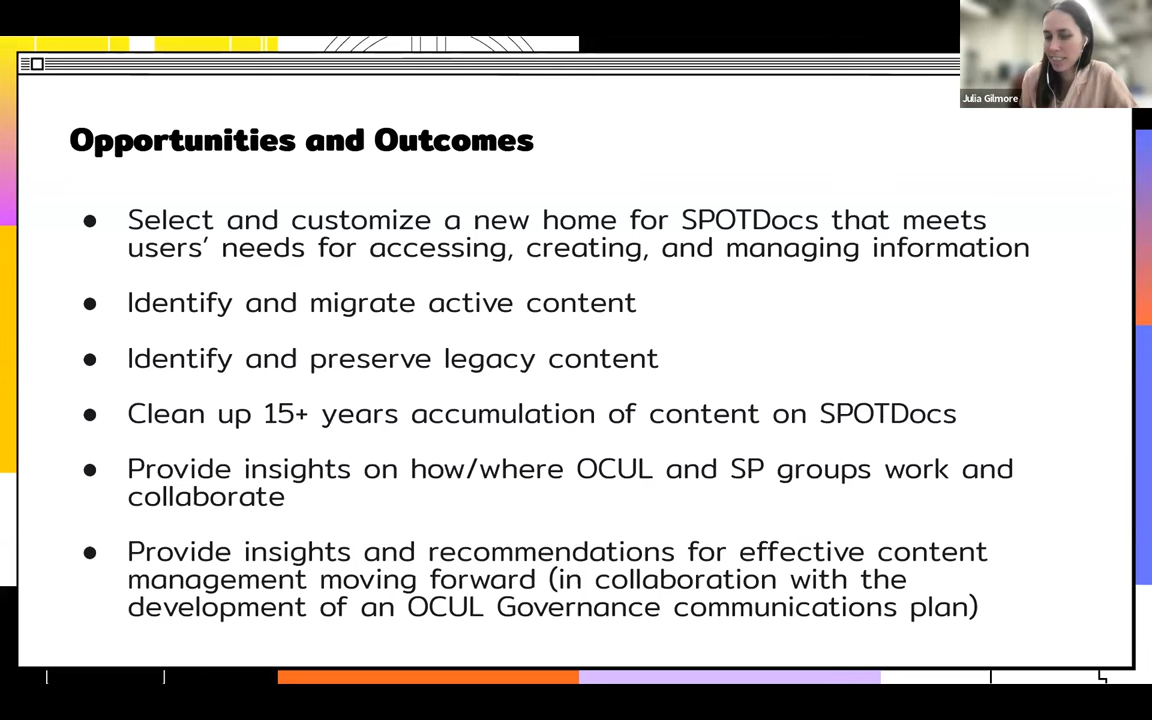 Julia Gilmore
Opportunities and Outcomes
● Select and customize a new home for SPOTDocs that meets
users’ needs for accessing, creating, and managing information
● Identify and migrate active content
● Identify and preserve legacy content
● Clean up 15+ years accumulation of content on SPOTDocs
● Provide insights on how/where OCUL and SP groups work and
collaborate
● Provide insights and recommendations for effective content
management moving forward (in collaboration with the
development of an OCUL Governance communications plan)